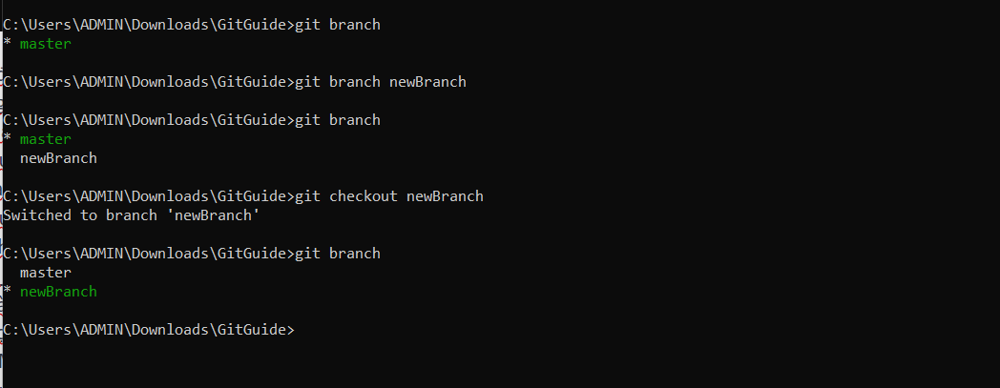 C:\Users\ADMIN\Downloads\GitGuide>git branch
* master
C:\Users\ADMIN\Downloads\GitGuide>git branch newBranch
C:\Users\ADMIN\Downloads\GitGuide>git branch
* master
  newBranch
C:\Users\ADMIN\Downloads\GitGuide>git checkout newBranch
Switched to branch 'newBranch'
C:\Users\ADMIN\Downloads\GitGuide>git branch
  master
* newBranch
C:\Users\ADMIN\Downloads\GitGuide>